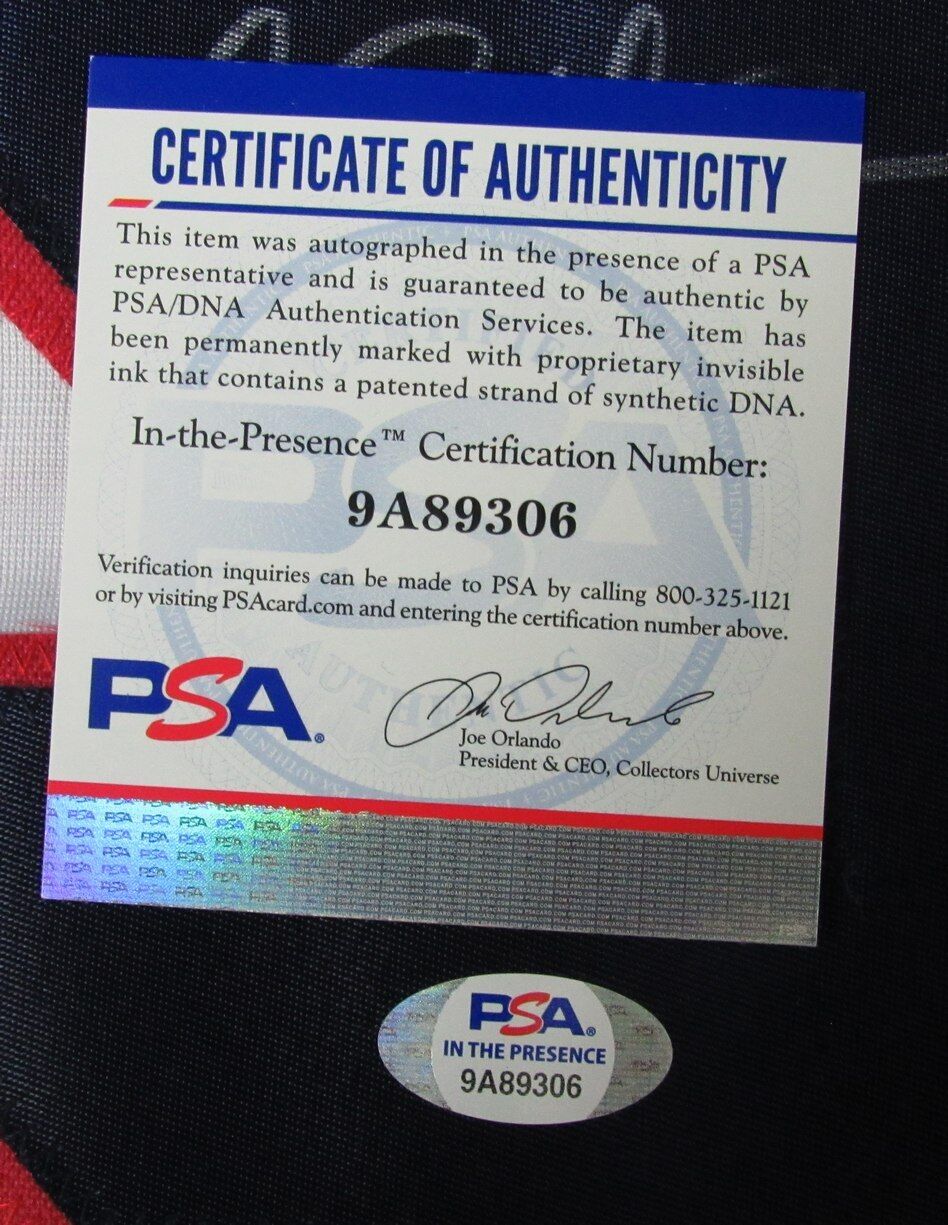 CERTIFICATE OF AUTHENTICITY
This item was autographed in the presence of a PSA
representative and is guaranteed to be authentic by
PSA/DNA Authentication Services. The item has
been permanently marked with proprietary invisible
ink that contains a patented strand of synthetic DNA.
In-the-Presence™ Certification Number:
9A89306
Verification inquiries can be made to PSA by calling 800-325-1121
or by visiting PSAcard.com and entering the certification number above.
PSA®
Joe Orlando
President & CEO, Collectors Universe
PSA®
IN THE PRESENCE
9A89306